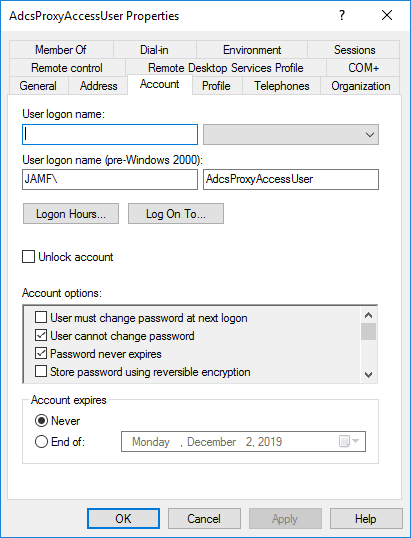 AdcsProxyAccessUser Properties ?
Member Of Dial-in Environment Sessions
Remote control Remote Desktop Services Profile COM+
General Address Account Profile Telephones Organization
User logon name:
User logon name (pre-Windows 2000):
JAMF\ AdcsProxyAccessUser
Logon Hours... Log On To...
Unlock account
Account options:
User must change password at next logon
User cannot change password
Password never expires
Store password using reversible encryption
Account expires
Never
End of: Monday , December 2, 2019
OK Cancel Apply Help